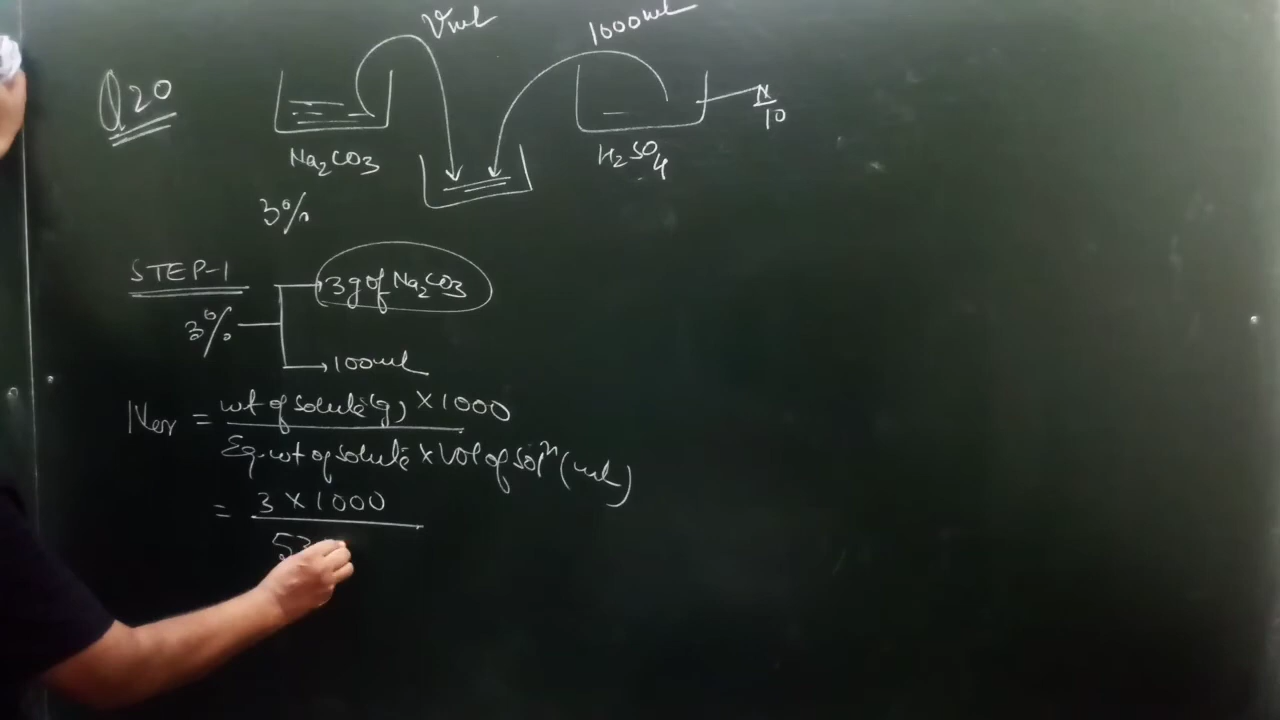 Q20
V ml
1000 ml
N/10
Na₂CO₃
H₂SO₄
3%
STEP-1
3 g of Na₂CO₃
3%
100 ml
= wt of solute (g) × 1000
Eq. wt of solute × Vol of solⁿ (ml)
= 3 × 1000
53